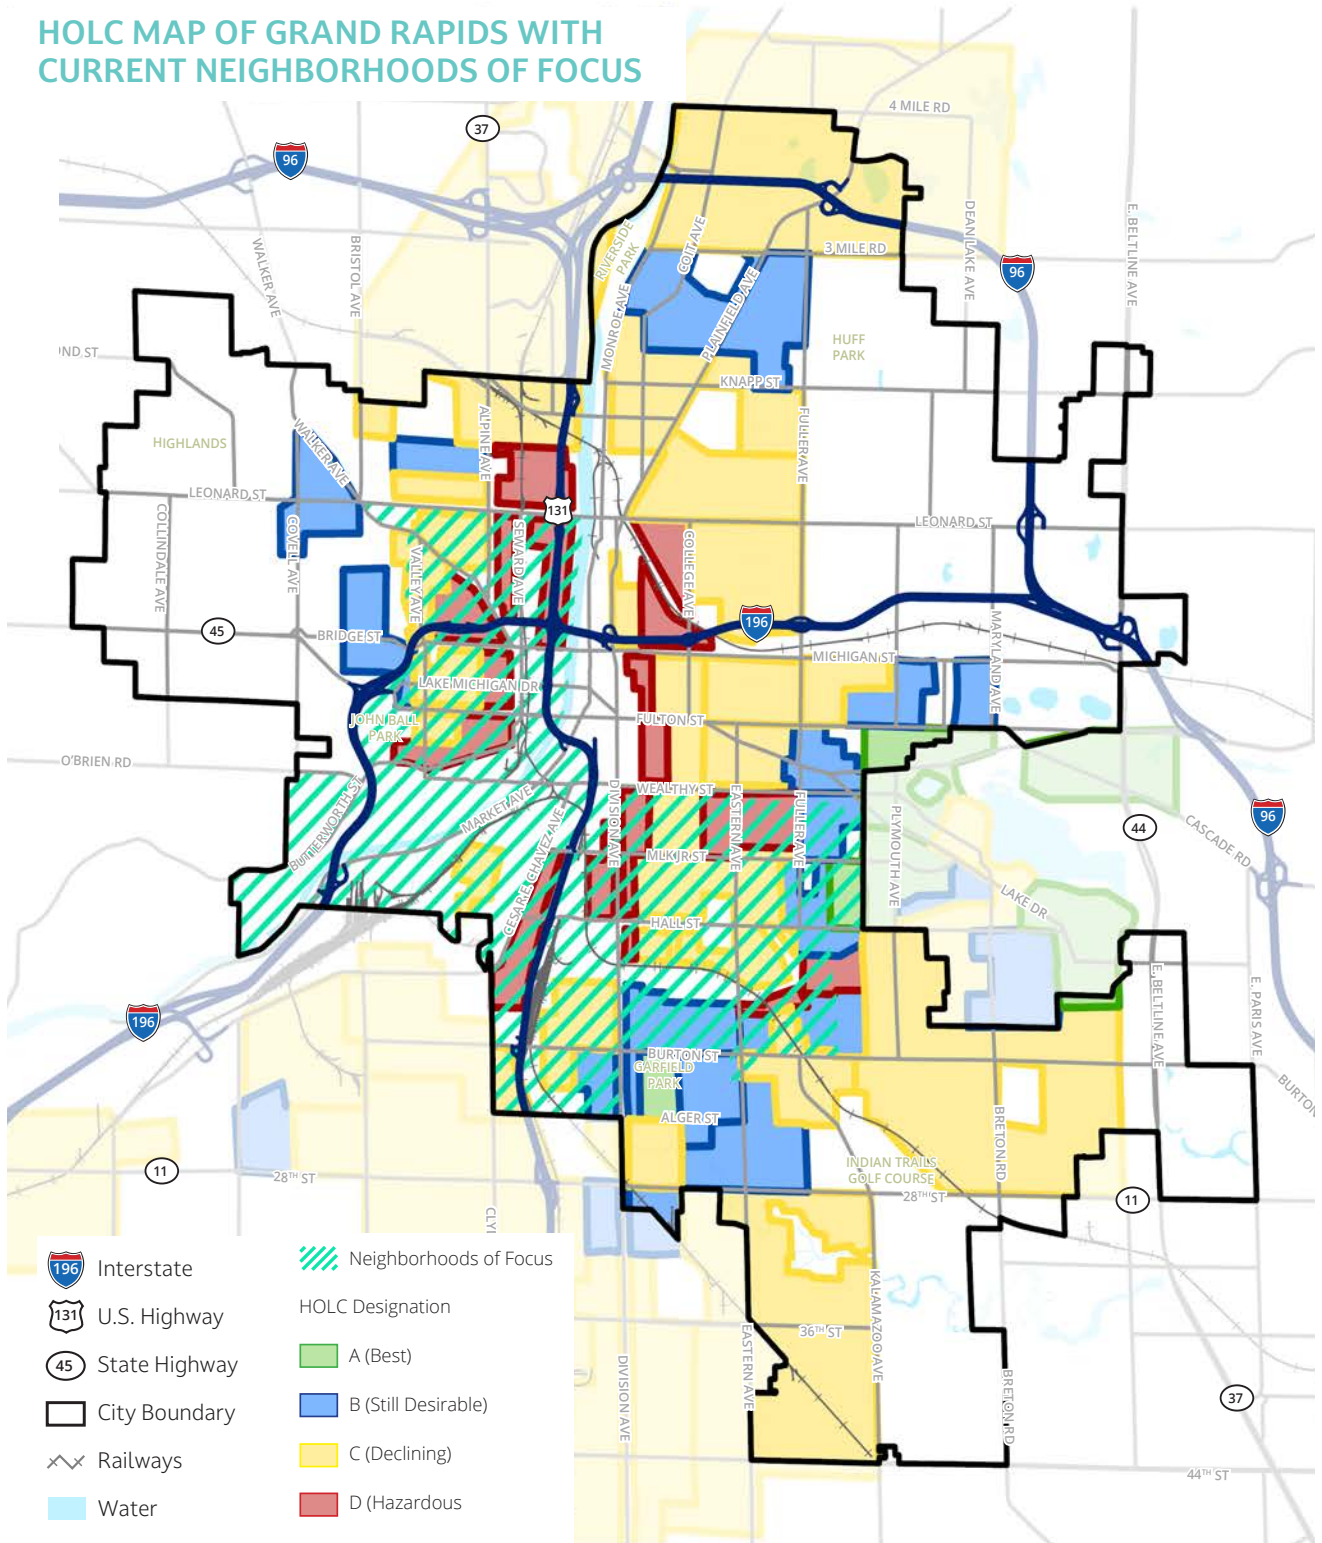 HOLC MAP OF GRAND RAPIDS WITH
CURRENT NEIGHBORHOODS OF FOCUS
4 MILE RD
37
96
DEAN LAKE AVE
E. BELTLINE AVE
WALKER AVE
BRISTOL AVE
RIVERSIDE
PARK
COIT AVE
3 MILE RD
96
MONROE AVE
PLAINFIELD AVE
HUFF
PARK
ND ST
KNAPP ST
HIGHLANDS
WALKER AVE
ALPINE AVE
FULLER AVE
LEONARD ST
131
LEONARD ST
COLLINDALE AVE
COVELL AVE
VALLEY AVE
SEWARD AVE
COLLEGE AVE
45
BRIDGE ST
196
MICHIGAN ST
MARYLAND AVE
LAKE MICHIGAN DR
JOHN BALL
PARK
FULTON ST
O'BRIEN RD
BUTTERWORTH ST
MARKET AVE
CESAR E. CHAVEZ AVE
DIVISION AVE
WEALTHY ST
EASTERN AVE
FULLER AVE
PLYMOUTH AVE
MLK JR ST
44
CASCADE RD
96
LAKE DR
HALL ST
E. BELTLINE AVE
E. PARIS AVE
196
BURTON ST
GARFIELD
PARK
ALGER ST
BURTON
BRETON RD
11
28TH ST
INDIAN TRAILS
GOLF COURSE
28TH ST
11
CLY
KALAMAZOO AVE
36TH ST
DIVISION AVE
EASTERN AVE
BRETON RD
37
44TH ST
196 Interstate
131 U.S. Highway
45 State Highway
City Boundary
Railways
Water
Neighborhoods of Focus
HOLC Designation
A (Best)
B (Still Desirable)
C (Declining)
D (Hazardous